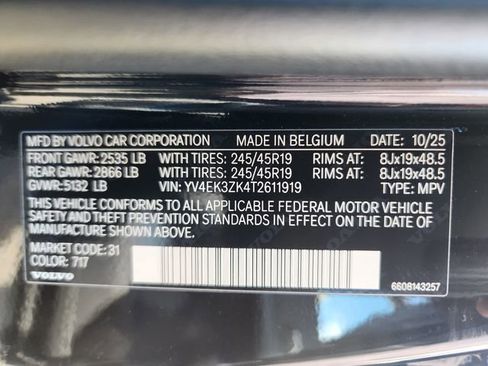 MFD BY VOLVO CAR CORPORATION MADE IN BELGIUM DATE: 10/25
FRONT GAWR: 2535 LB WITH TIRES: 245/45R19 RIMS AT: 8Jx19x48.5
REAR GAWR: 2866 LB WITH TIRES: 245/45R19 RIMS AT: 8Jx19x48.5
GVWR: 5132 LB VIN: YV4EK3ZK4T2611919 TYPE: MPV
THIS VEHICLE CONFORMS TO ALL APPLICABLE FEDERAL MOTOR VEHICLE
SAFETY AND THEFT PREVENTION STANDARDS IN EFFECT ON THE DATE OF
MANUFACTURE SHOWN ABOVE.
MARKET CODE: 31
COLOR: 717
VOLVO
6608143257